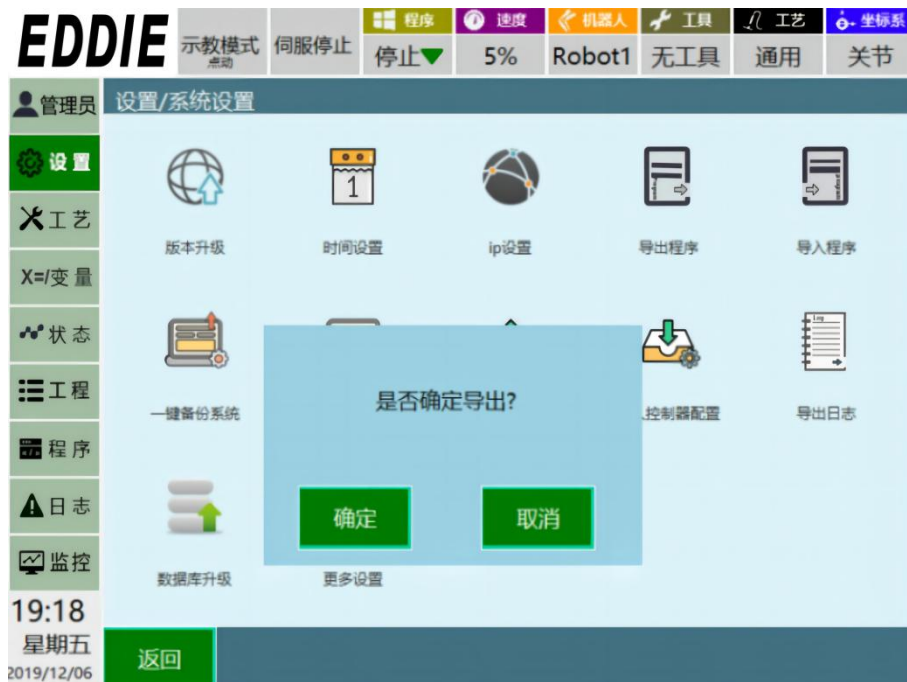 EDDIE
示教模式
点动
伺服停止
程序
停止
速度
5%
机器人
Robot1
工具
无工具
工艺
通用
坐标系
关节
管理员
设置/系统设置
设置
工艺
X=/变量
状态
工程
程序
日志
监控
1
版本升级
时间设置
ip设置
导出程序
导入程序
Log
一键备份系统
控制器配置
导出日志
是否确定导出?
确定
取消
数据库升级
更多设置
19:18
星期五
2019/12/06
返回